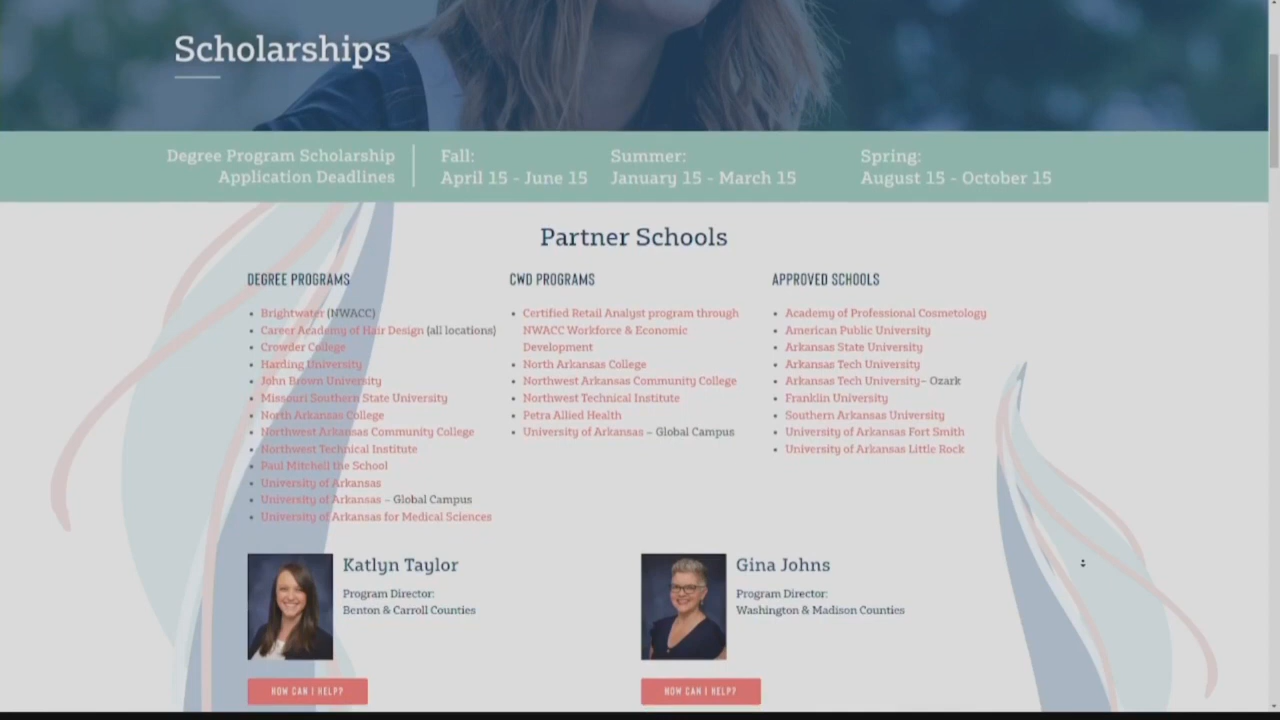 Scholarships
Degree Program Scholarship
Application Deadlines
Fall:
April 15 - June 15
Summer:
January 15 - March 15
Spring:
August 15 - October 15
Partner Schools
DEGREE PROGRAMS
Brightwater (NWACC)
Career Academy of Hair Design (all locations)
Crowder College
Harding University
John Brown University
Missouri Southern State University
North Arkansas College
Northwest Arkansas Community College
Northwest Technical Institute
Paul Mitchell the School
University of Arkansas
University of Arkansas – Global Campus
University of Arkansas for Medical Sciences
CWD PROGRAMS
Certified Retail Analyst program through
NWACC Workforce & Economic
Development
North Arkansas College
Northwest Arkansas Community College
Northwest Technical Institute
Petra Allied Health
University of Arkansas – Global Campus
APPROVED SCHOOLS
Academy of Professional Cosmetology
American Public University
Arkansas State University
Arkansas Tech University
Arkansas Tech University– Ozark
Franklin University
Southern Arkansas University
University of Arkansas Fort Smith
University of Arkansas Little Rock
Katlyn Taylor
Program Director:
Benton & Carroll Counties
HOW CAN I HELP?
Gina Johns
Program Director:
Washington & Madison Counties
HOW CAN I HELP?